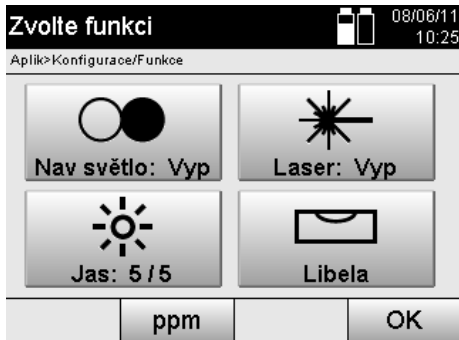 Zvolte funkci
08/06/11
10:25
Aplik>Konfigurace/Funkce
Nav světlo: Vyp
Laser: Vyp
Jas: 5/5
Libela
ppm
OK